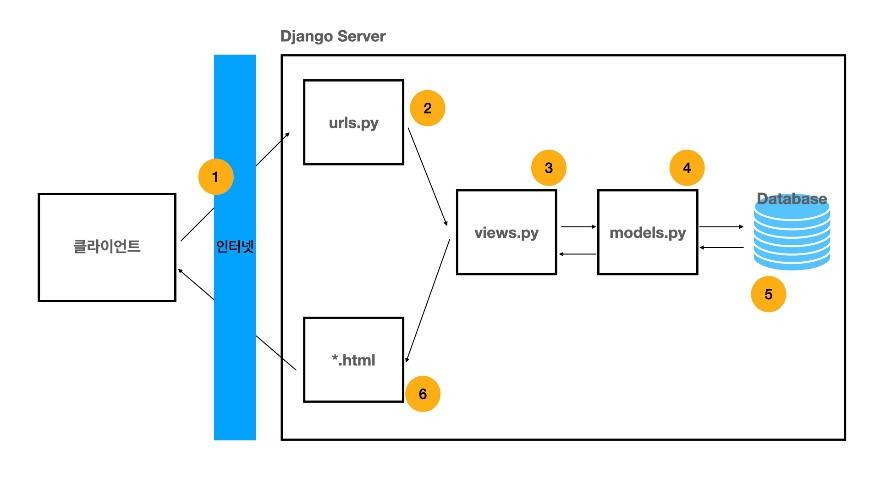 Django Server
urls.py
2
1
3
4
클라이언트
인터넷
views.py
models.py
Database
5
*.html
6